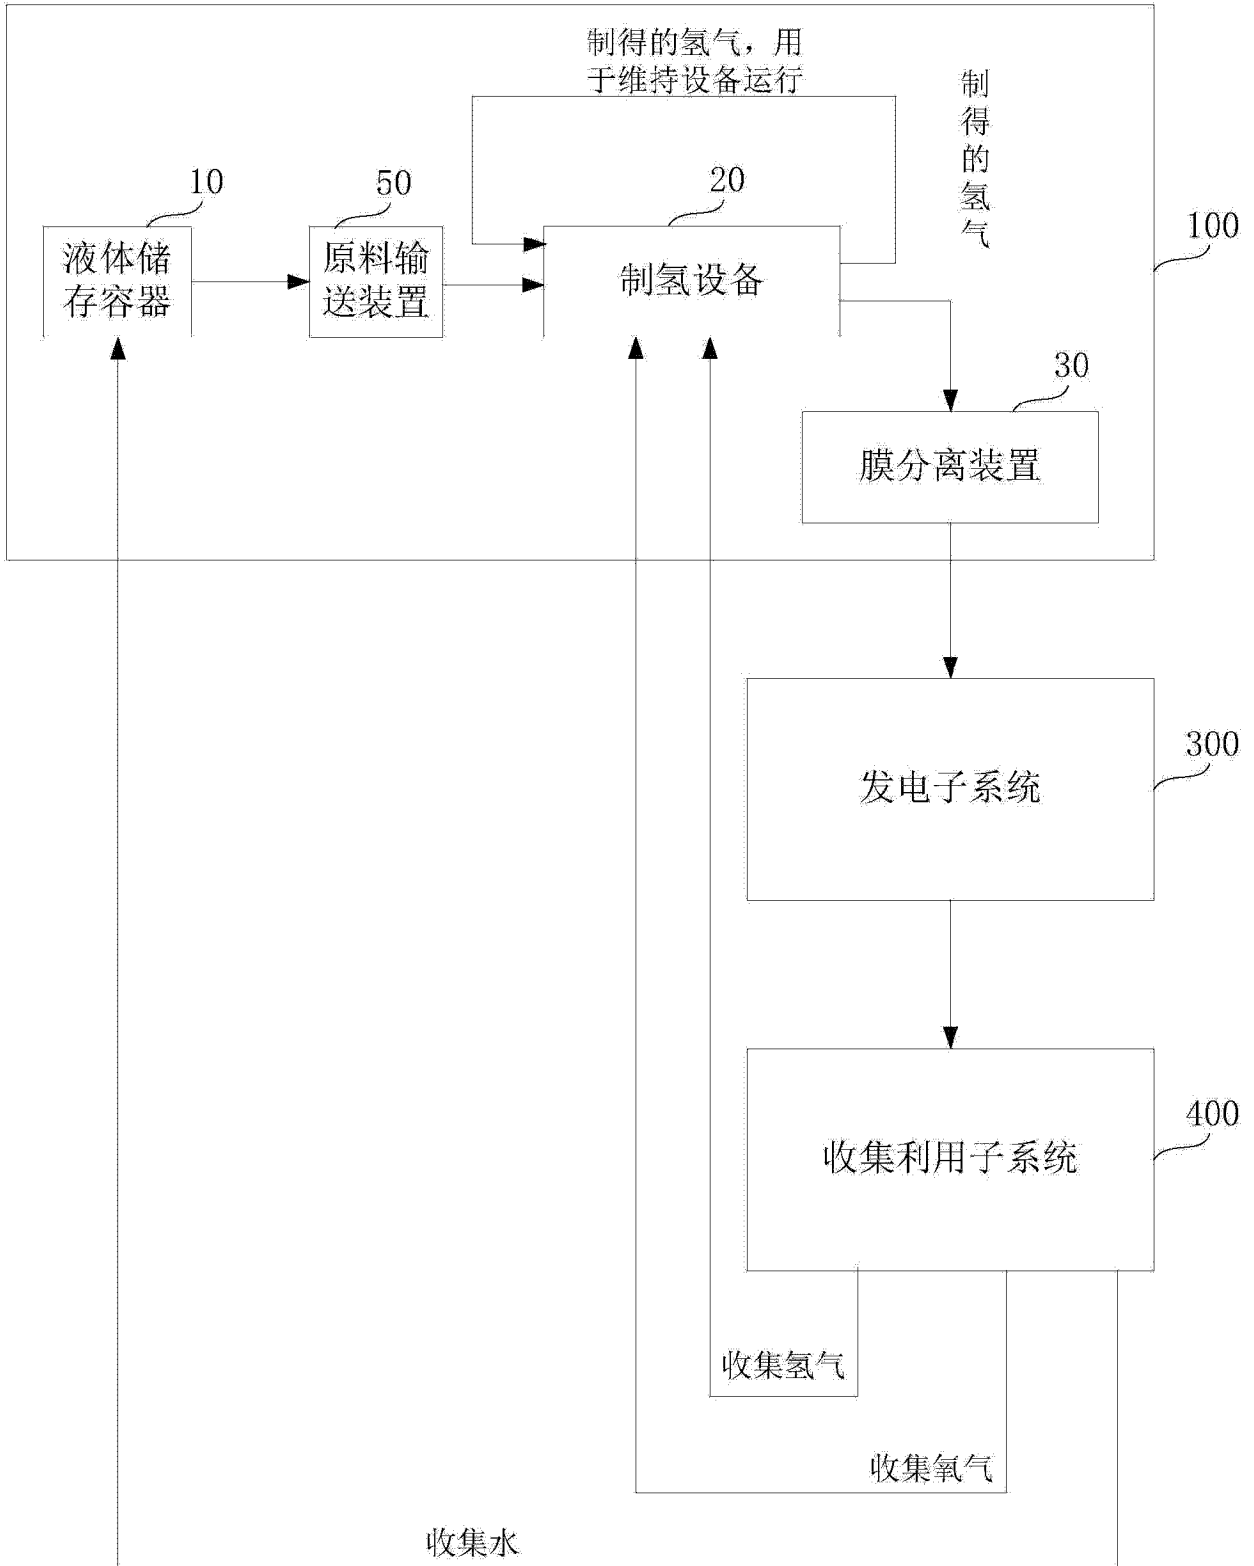 制得的氢气，用
于维持设备运行
制得的氢气
10
50
20
100
液体储
存容器
原料输
送装置
制氢设备
30
膜分离装置
300
发电子系统
400
收集利用子系统
收集氢气
收集氧气
收集水